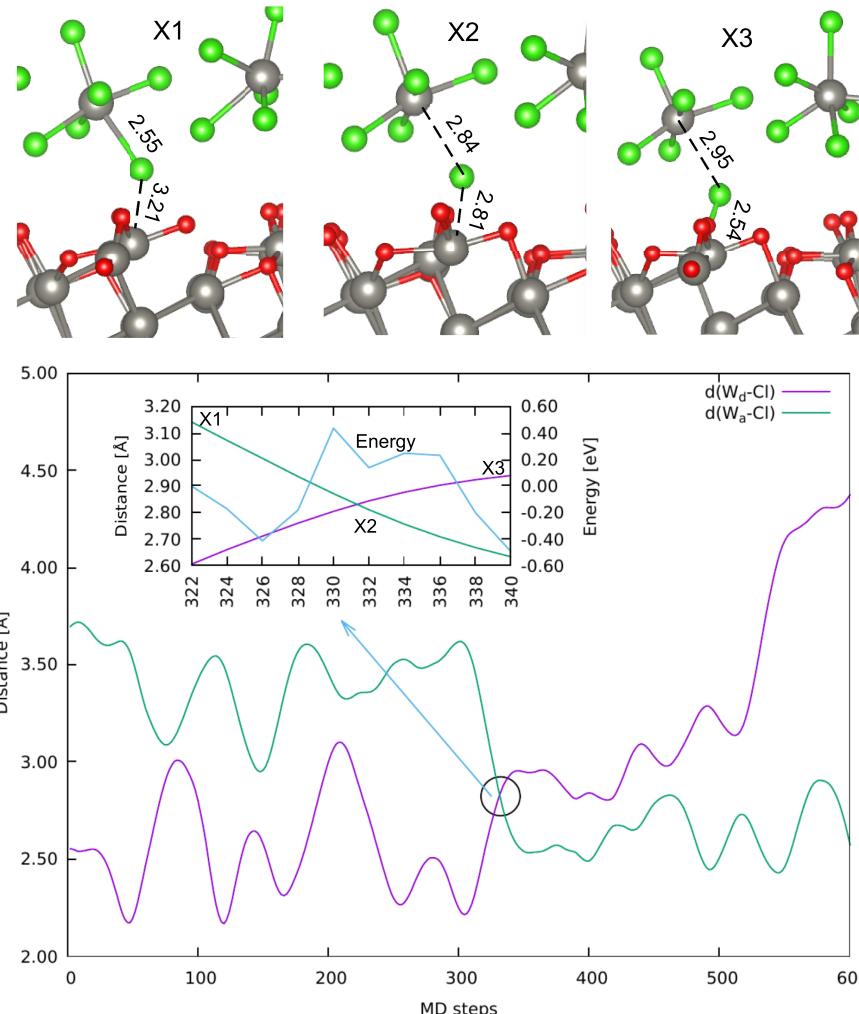 X1
X2
X3
2.55
3.21
2.84
2.81
2.95
2.54
5.00
4.50
4.00
3.50
3.00
2.50
2.00
Distance [Å]
d(Wd-Cl)
d(Wa-Cl)
3.20
3.10
3.00
2.90
2.80
2.70
2.60
Distance [Å]
X1
Energy
X3
X2
0.60
0.40
0.20
0.00
-0.20
-0.40
-0.60
Energy [eV]
322 324 326 328 330 332 334 336 338 340
0 100 200 300 400 500 60
MD steps